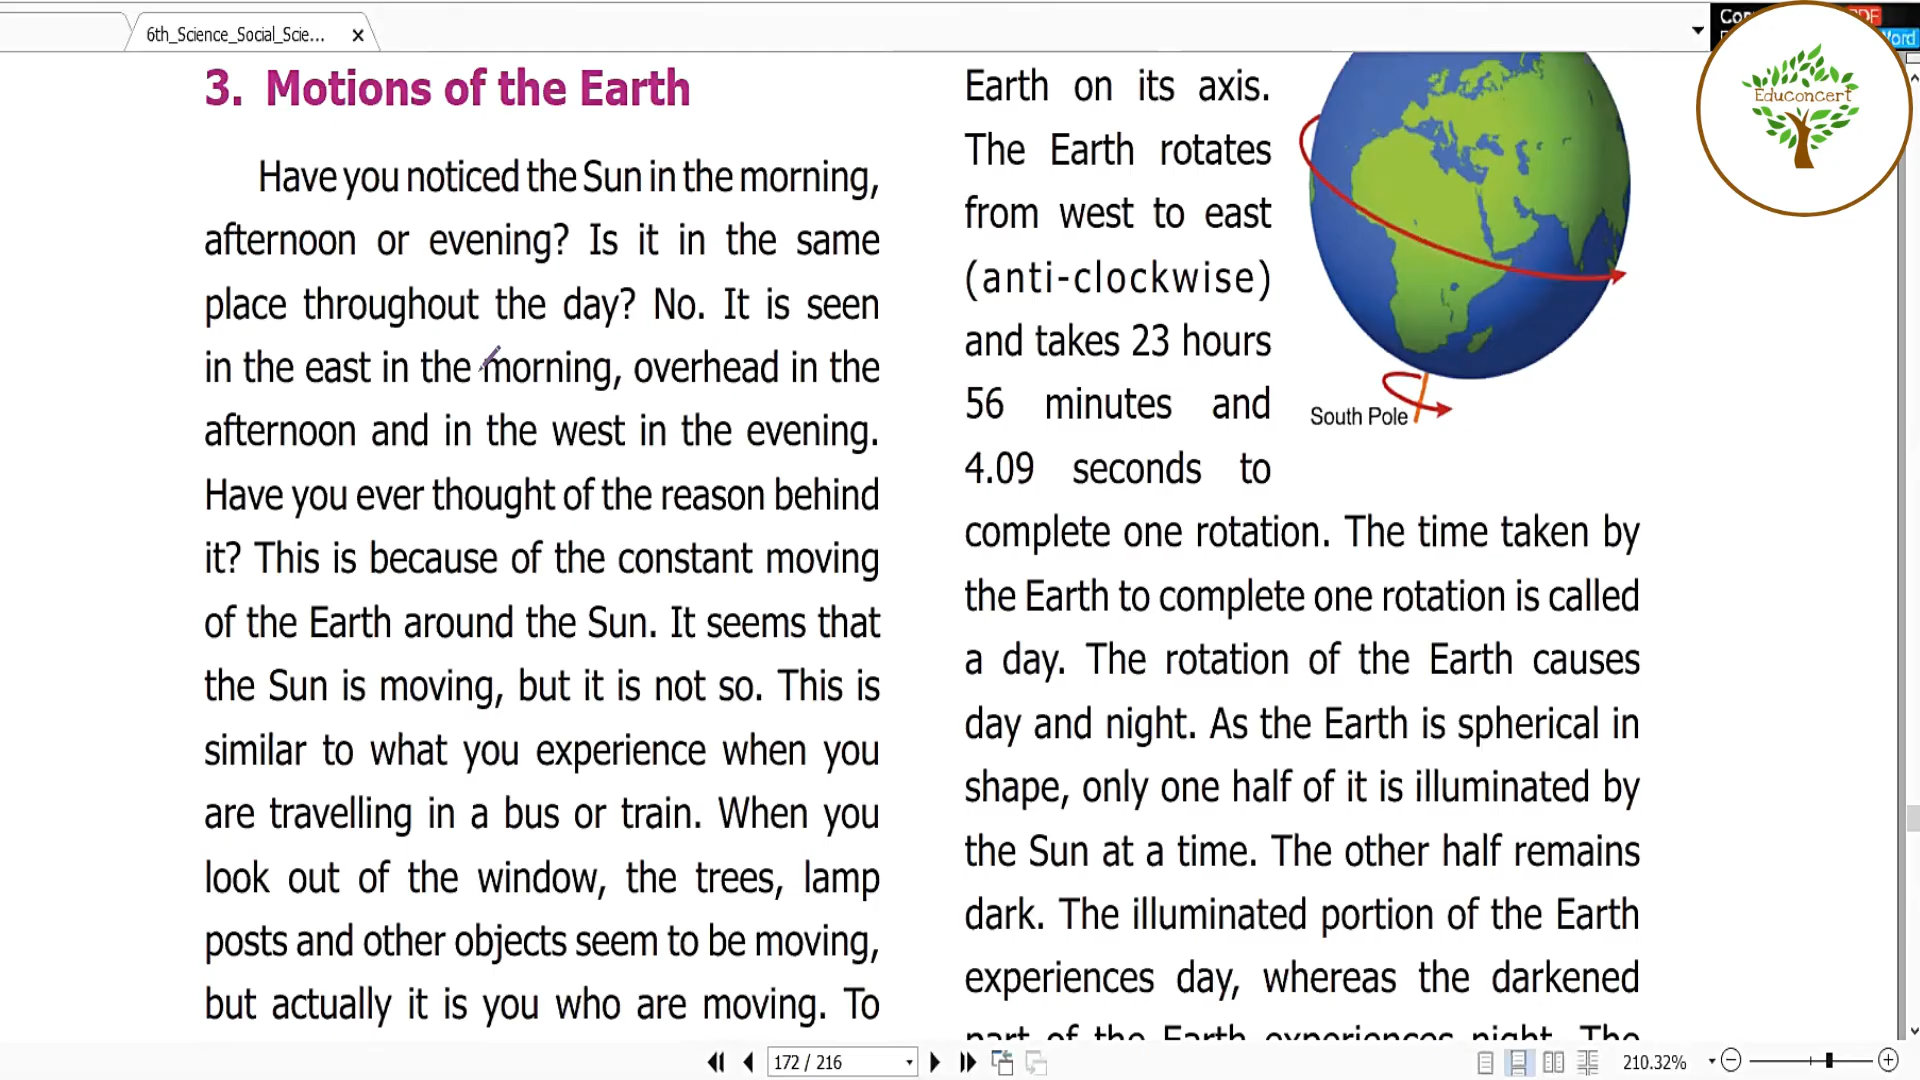 6th_Science_Social_Scie...
3. Motions of the Earth
Have you noticed the Sun in the morning,
afternoon or evening? Is it in the same
place throughout the day? No. It is seen
in the east in the morning, overhead in the
afternoon and in the west in the evening.
Have you ever thought of the reason behind
it? This is because of the constant moving
of the Earth around the Sun. It seems that
the Sun is moving, but it is not so. This is
similar to what you experience when you
are travelling in a bus or train. When you
look out of the window, the trees, lamp
posts and other objects seem to be moving,
but actually it is you who are moving. To
Earth on its axis.
The Earth rotates
from west to east
(anti-clockwise)
and takes 23 hours
56 minutes and
4.09 seconds to
complete one rotation. The time taken by
the Earth to complete one rotation is called
a day. The rotation of the Earth causes
day and night. As the Earth is spherical in
shape, only one half of it is illuminated by
the Sun at a time. The other half remains
dark. The illuminated portion of the Earth
experiences day, whereas the darkened
part of the Earth experiences night. The
South Pole
EduConcert
172 / 216
210.32%